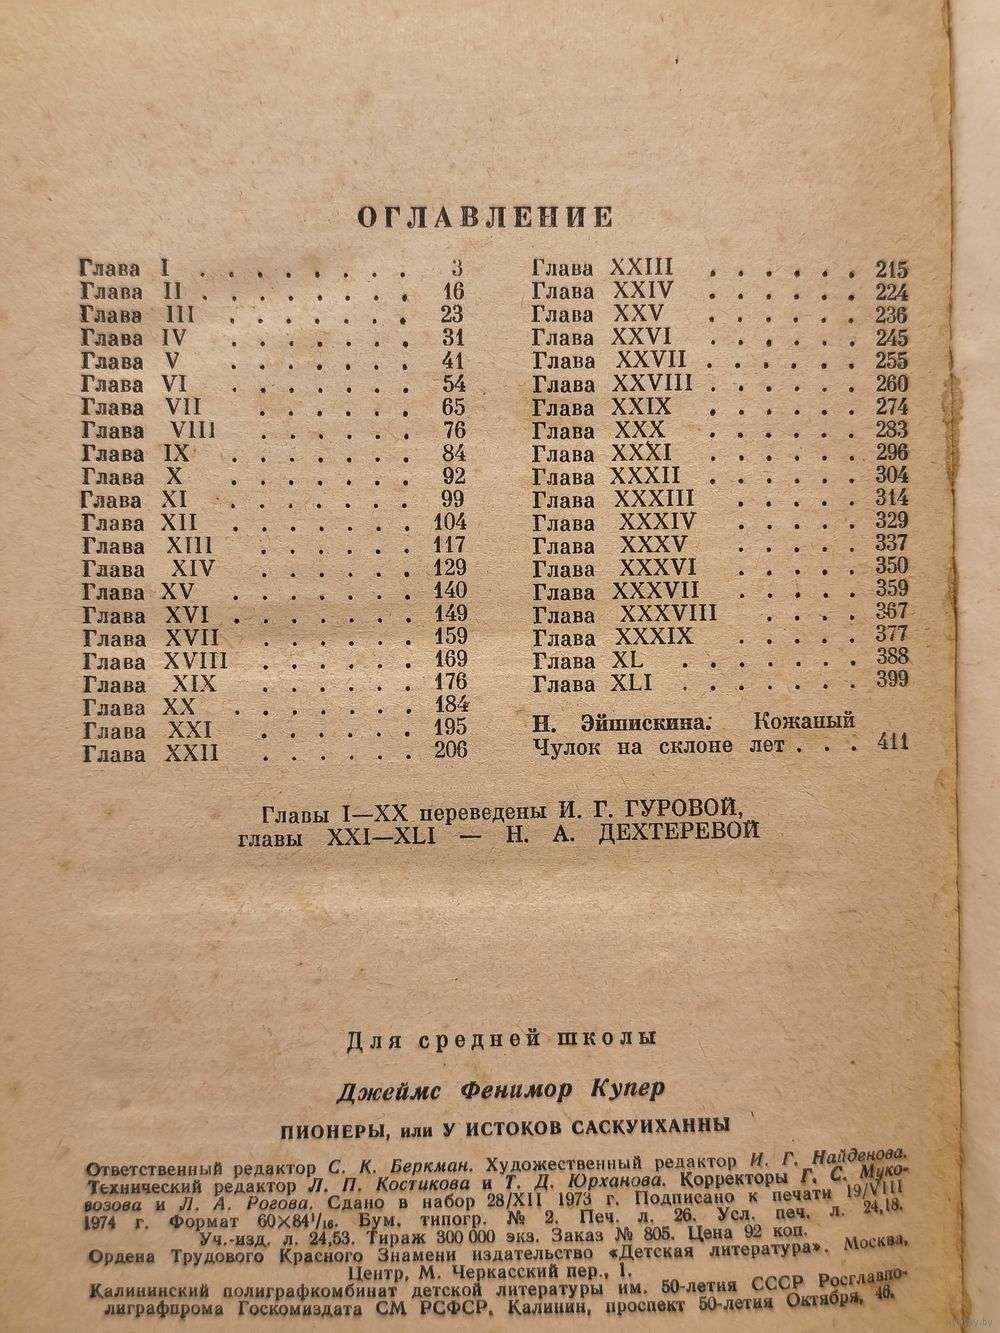 ОГЛАВЛЕНИЕ
Глава I . . . . . . . . 3
Глава II . . . . . . . . 16
Глава III . . . . . . . 23
Глава IV . . . . . . . 31
Глава V . . . . . . . 41
Глава VI . . . . . . . 54
Глава VII . . . . . . 65
Глава VIII . . . . . . 76
Глава IX . . . . . . . 84
Глава X . . . . . . . 92
Глава XI . . . . . . . 99
Глава XII . . . . . . . 104
Глава XIII . . . . . . 117
Глава XIV . . . . . . 129
Глава XV . . . . . . . 140
Глава XVI . . . . . . . 149
Глава XVII . . . . . . 159
Глава XVIII . . . . . . 169
Глава XIX . . . . . . 176
Глава XX . . . . . . . 184
Глава XXI . . . . . . 195
Глава XXII . . . . . . 206
Глава XXIII . . . . . . 215
Глава XXIV . . . . . . 224
Глава XXV . . . . . . 236
Глава XXVI . . . . . . 245
Глава XXVII . . . . . . 255
Глава XXVIII . . . . . . 260
Глава XXIX . . . . . . 274
Глава XXX . . . . . . 283
Глава XXXI . . . . . . 296
Глава XXXII . . . . . . 304
Глава XXXIII . . . . . 314
Глава XXXIV . . . . . 329
Глава XXXV . . . . . 337
Глава XXXVI . . . . . 350
Глава XXXVII . . . . . 359
Глава XXXVIII . . . . 367
Глава XXXIX . . . . . 377
Глава XL . . . . . . . 388
Глава XLI . . . . . . . 399
Н. Эйшискина. Кожаный
Чулок на склоне лет . . . 411
Главы I—XX переведены И. Г. ГУРОВОЙ,
главы XXI—XLI — Н. А. ДЕХТЕРЕВОЙ
Для средней школы
Джеймс Фенимор Купер
ПИОНЕРЫ, или У ИСТОКОВ САСКУИХАННЫ
Ответственный редактор С. К. Беркман. Художественный редактор И. Г. Найденова.
Технический редактор Л. П. Костикова и Т. Д. Юрханова. Корректоры Г. С. Муко-
возова и Л. А. Рогова. Сдано в набор 28/XII 1973 г. Подписано к печати 19/VIII
1974 г. Формат 60×84¹/₁₆. Бум. типогр. № 2. Печ. л. 26. Усл. печ. л. 24,18.
Уч.-изд. л. 24,53. Тираж 300 000 экз. Заказ № 805. Цена 92 коп.
Ордена Трудового Красного Знамени издательство «Детская литература». Москва,
Центр, М. Черкасский пер., 1.
Калининский полиграфкомбинат детской литературы им. 50-летия СССР Росглавпо-
лиграфпрома Госкомиздата СМ РСФСР. Калинин, проспект 50-летия Октября, 46.